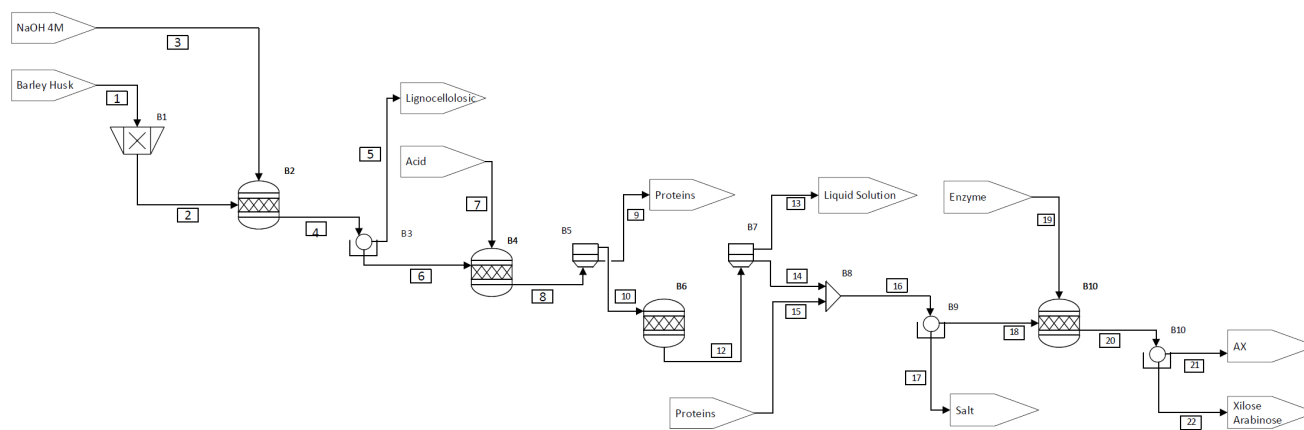 NaOH 4M
3
Barley Husk
1
B1
2
B2
4
B3
5
Lignocellolosic
Acid
7
6
B4
8
B5
9
Proteins
10
B6
12
B7
13
Liquid Solution
14
15
Proteins
B8
16
B9
17
Salt
18
Enzyme
19
B10
20
B10
21
AX
22
Xilose
Arabinose